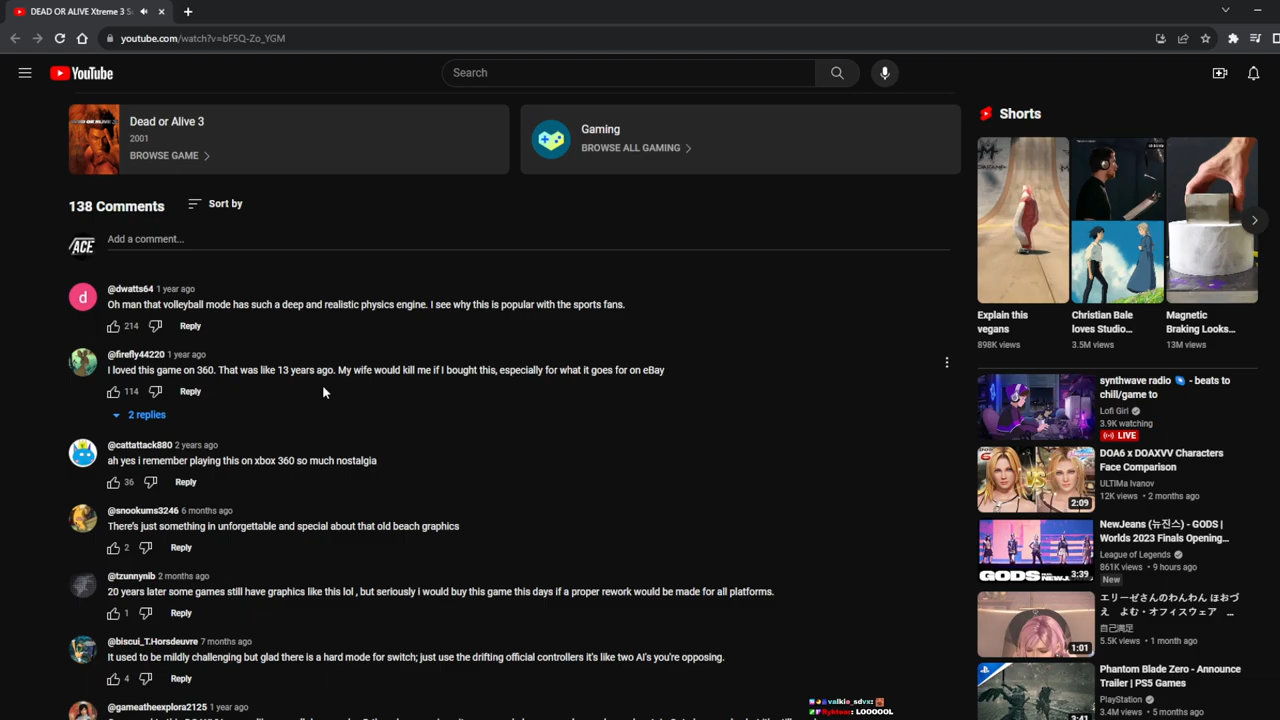 DEAD OR ALIVE Xtreme 3 S
youtube.com/watch?v=bF5Q-Zo_YGM
YouTube
Search
Dead or Alive 3
2001
BROWSE GAME
Gaming
BROWSE ALL GAMING
138 Comments
Sort by
ACE
Add a comment...
d
@dwatts64 1 year ago
Oh man that volleyball mode has such a deep and realistic physics engine. I see why this is popular with the sports fans.
214
Reply
@firefly44220 1 year ago
I loved this game on 360. That was like 13 years ago. My wife would kill me if I bought this, especially for what it goes for on eBay
114
Reply
2 replies
@cattattack880 2 years ago
ah yes i remember playing this on xbox 360 so much nostalgia
36
Reply
@snookums3246 6 months ago
There's just something in unforgettable and special about that old beach graphics
2
Reply
@tzunnynib 2 months ago
20 years later some games still have graphics like this lol , but seriously i would buy this game this days if a proper rework would be made for all platforms.
1
Reply
@biscui_T.Horsdeuvre 7 months ago
It used to be mildly challenging but glad there is a hard mode for switch; just use the drifting official controllers it's like two AI's you're opposing.
4
Reply
@gameatheexplora2125 1 year ago
Shorts
Explain this
vegans
898K views
Christian Bale
loves Studio...
3.5M views
Magnetic
Braking Looks...
13M views
synthwave radio - beats to
chill/game to
Lofi Girl
3.9K watching
LIVE
DOA6 x DOAXVV Characters
Face Comparison
ULTIMa Ivanov
12K views • 2 months ago
2:09
NewJeans (뉴진스) - GODS |
Worlds 2023 Finals Opening...
League of Legends
861K views • 9 hours ago
New
GODS
3:39
エリーゼさんのわんわん ほおづ
え よむ・オフィスウェア ...
自己満足
5.5K views • 1 month ago
1:01
Phantom Blade Zero - Announce
Trailer | PS5 Games
PlayStation
3.4M views • 5 months ago
3:41
valkie_sdvx:
LOOOOOL